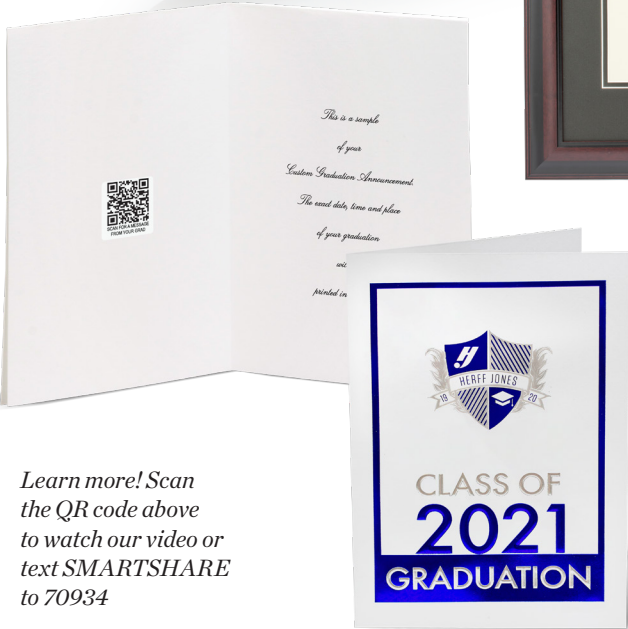 This is a sample
of your
Custom Graduation Announcement.
The exact date, time and place
of your graduation
printed in
SCAN FOR A MESSAGE
FROM YOUR GRAD
HERFF JONES
19 20
CLASS OF
2021
GRADUATION
Learn more! Scan
the QR code above
to watch our video or
text SMARTSHARE
to 70934